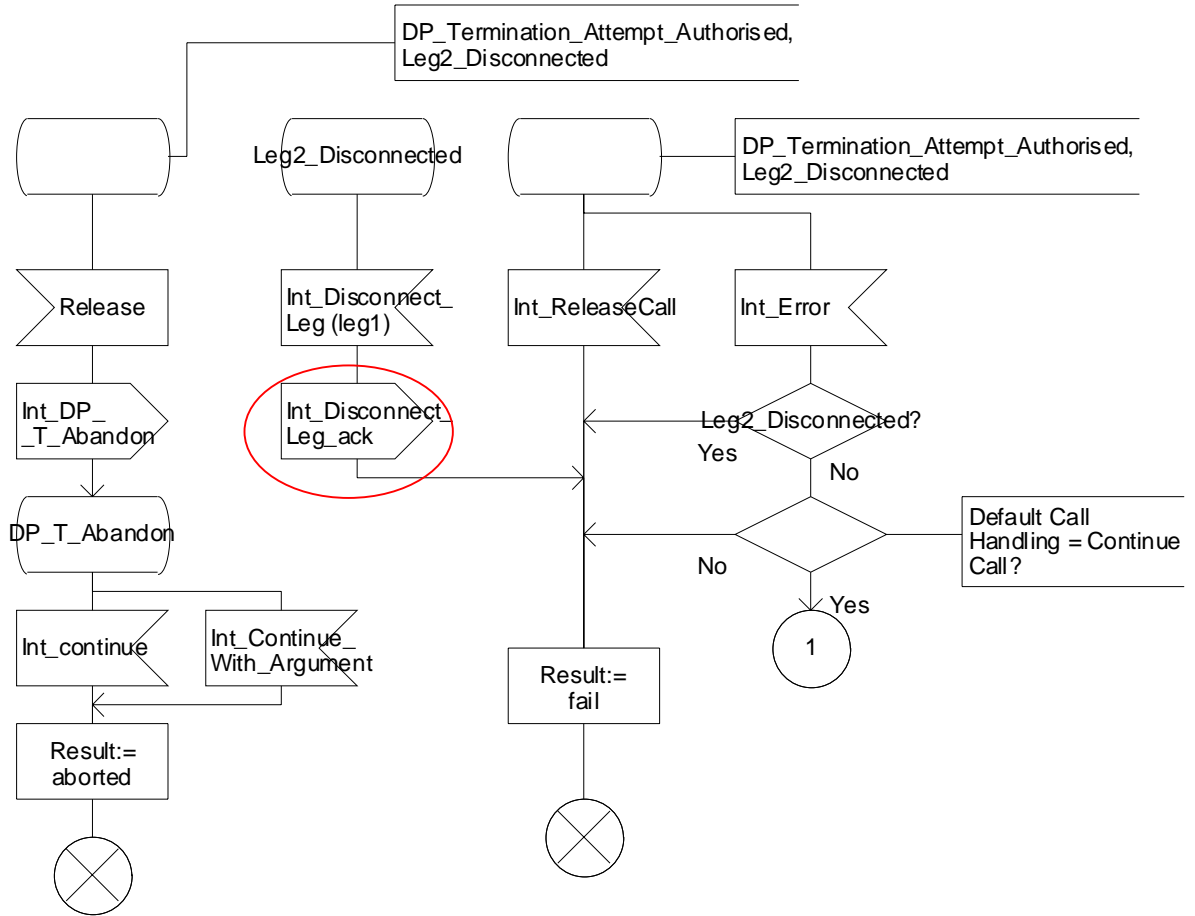 DP_Termination_Attempt_Authorised,
Leg2_Disconnected
Leg2_Disconnected
DP_Termination_Attempt_Authorised,
Leg2_Disconnected
Release
Int_Disconnect_
Leg (leg1)
Int_ReleaseCall
Int_Error
Int_DP_
_T_Abandon
Int_Disconnect_
Leg_ack
Leg2_Disconnected?
Yes
No
DP_T_Abandon
Default Call
Handling = Continue
Call?
No
Yes
Int_continue
Int_Continue_
With_Argument
1
Result:=
fail
Result:=
aborted